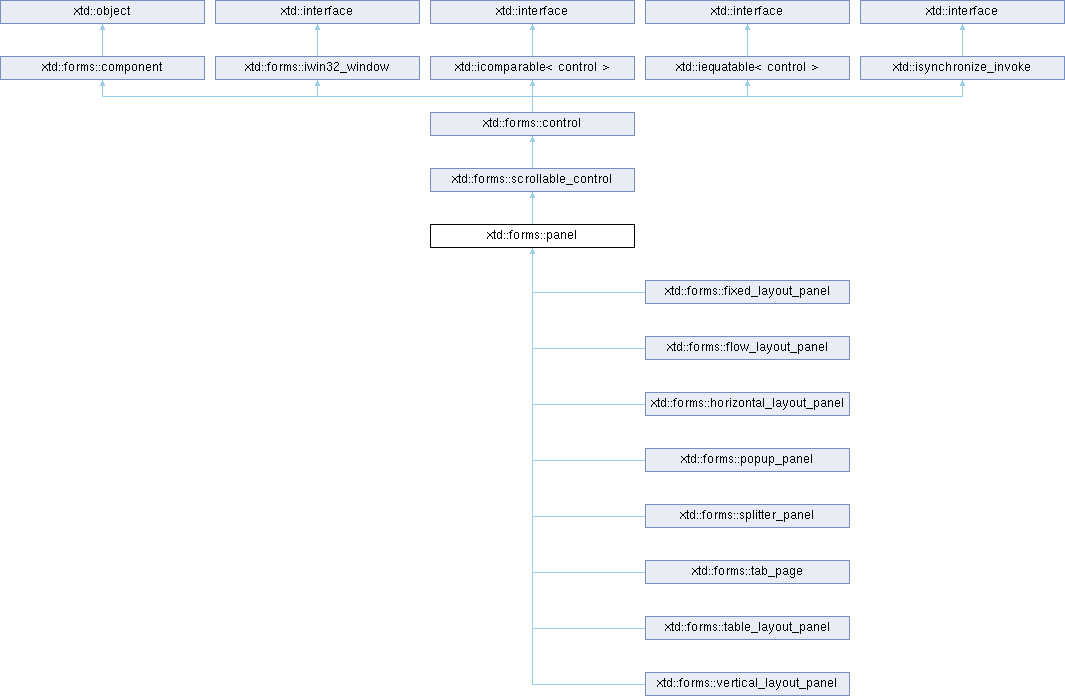 xtd::object
xtd::interface
xtd::interface
xtd::interface
xtd::interface
xtd::forms::component
xtd::forms::iwin32_window
xtd::icomparable< control >
xtd::iequatable< control >
xtd::isynchronize_invoke
xtd::forms::control
xtd::forms::scrollable_control
xtd::forms::panel
xtd::forms::fixed_layout_panel
xtd::forms::flow_layout_panel
xtd::forms::horizontal_layout_panel
xtd::forms::popup_panel
xtd::forms::splitter_panel
xtd::forms::tab_page
xtd::forms::table_layout_panel
xtd::forms::vertical_layout_panel